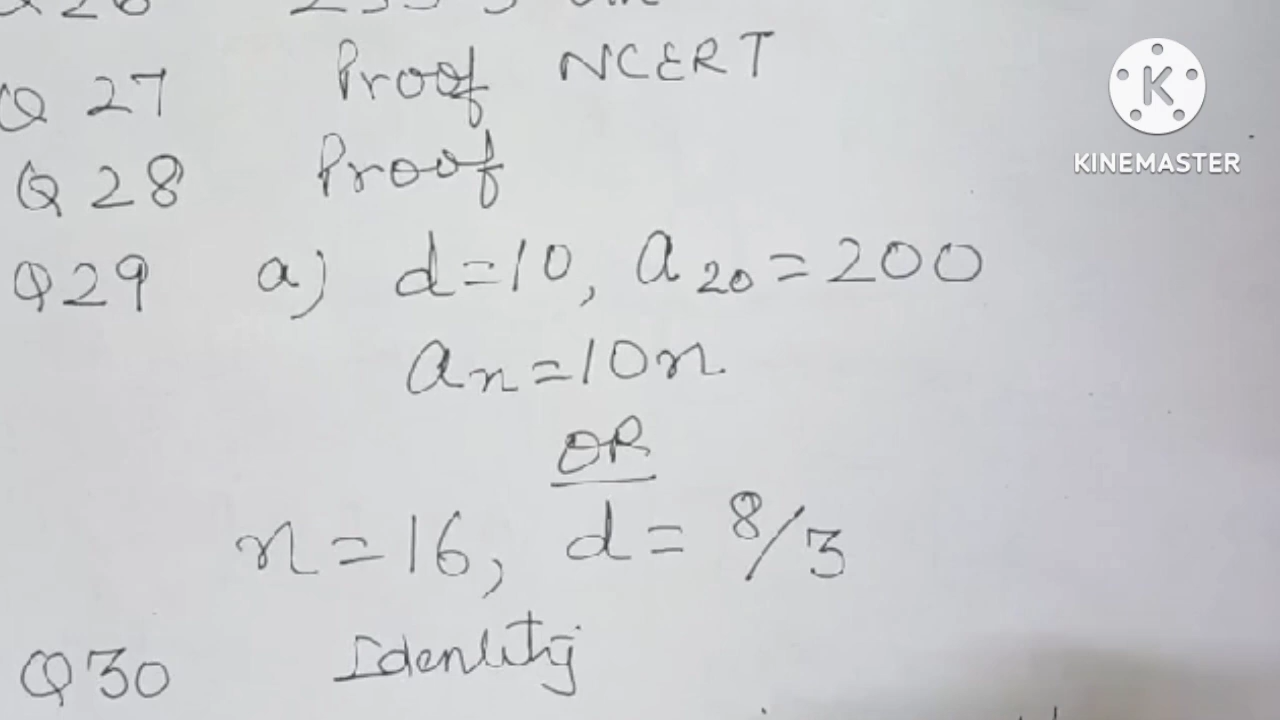 Q 27 Proof NCERT
Q 28 Proof
Q29 a) d=10, a20=200
an=10n
OR
n=16, d=8/3
Q30 Identity
K
KINEMASTER